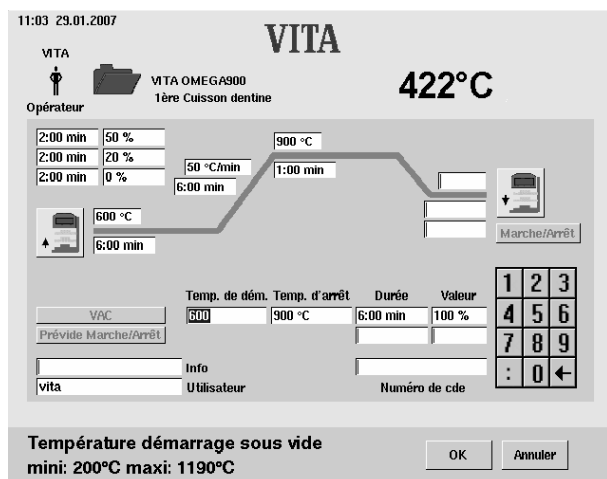 11:03 29.01.2007
VITA
VITA
VITA OMEGA900
1ère Cuisson dentine
422°C
Opérateur
2:00 min 50 %
2:00 min 20 %
2:00 min 0 %
50 °C/min
6:00 min
900 °C
1:00 min
600 °C
6:00 min
Marche/Arrêt
Temp. de dém. Temp. d'arrêt Durée Valeur
VAC
600 900 °C 6:00 min 100 %
Prévide Marche/Arrêt
Info
vita Utilisateur
Numéro de cde
1 2 3
4 5 6
7 8 9
: 0 ←
Température démarrage sous vide
mini: 200°C maxi: 1190°C
OK Annuler